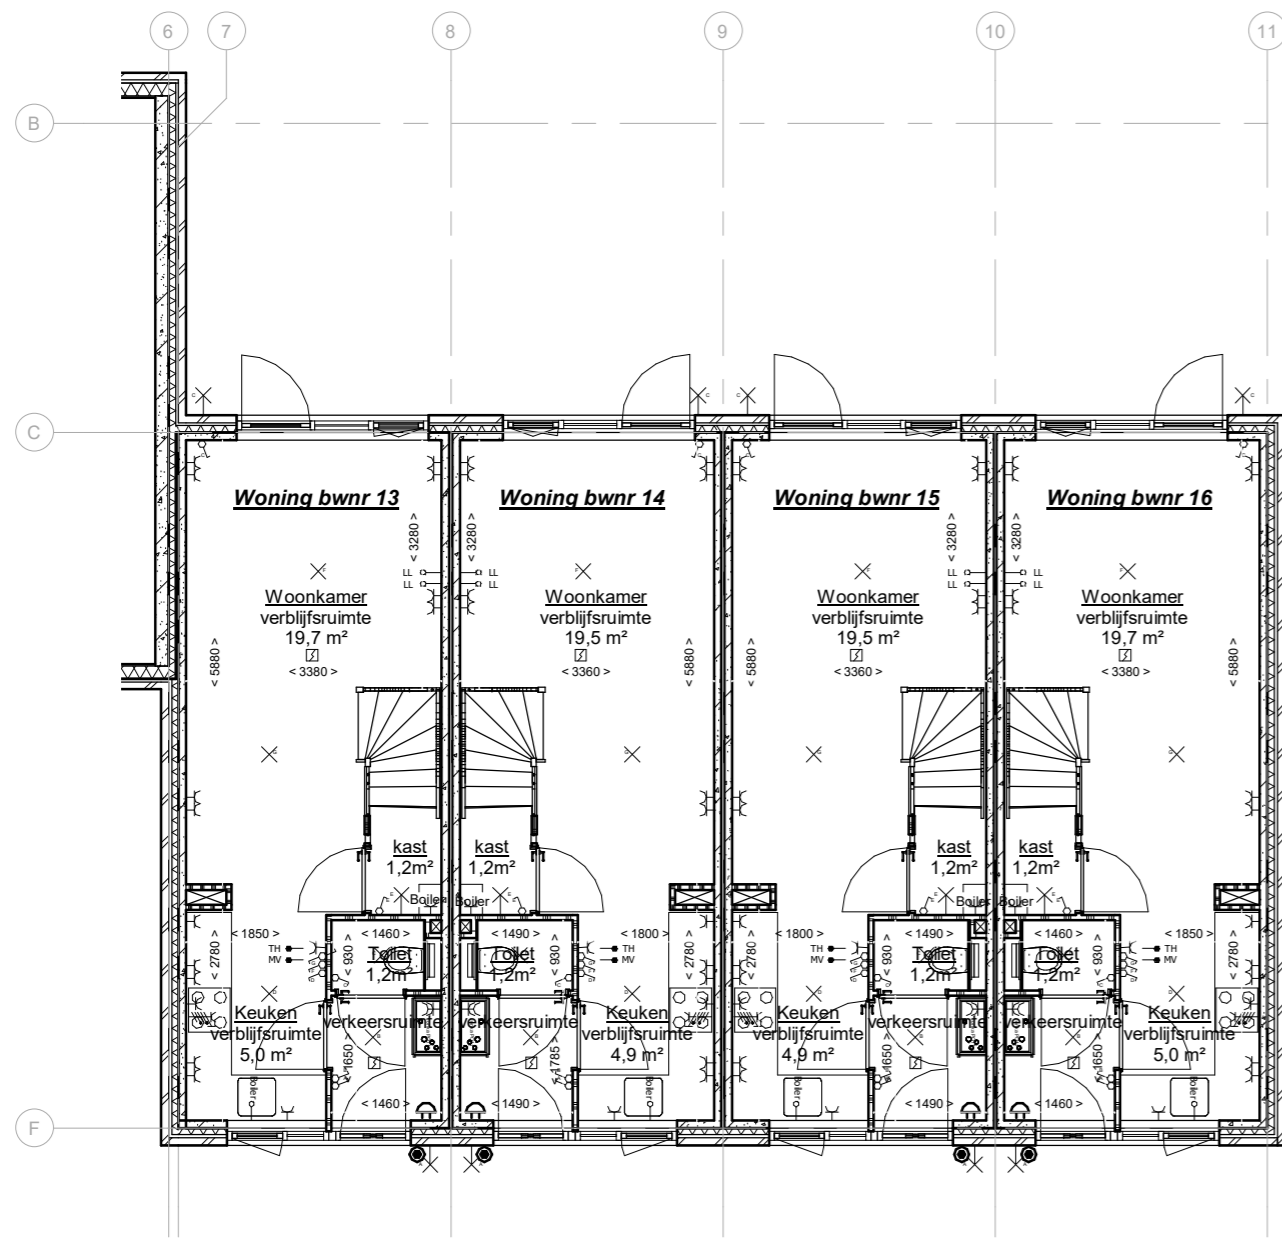 6 7 8 9 10 11
B
C
Woning bwnr 13 Woning bwnr 14 Woning bwnr 15 Woning bwnr 16
< 3280 > < 3280 > < 3280 > < 3280 >
LL LL LL LL
LL LL LL LL
Woonkamer Woonkamer Woonkamer Woonkamer
verblijfsruimte verblijfsruimte verblijfsruimte verblijfsruimte
19,7 m² 19,5 m² 19,5 m² 19,7 m²
< 5880 > < 3380 > < 3360 > < 5880 > < 5880 > < 3360 > < 3380 > < 5880 >
kast kast kast kast
1,2m² 1,2m² 1,2m² 1,2m²
Boiler Boiler Boiler Boiler
< 1850 > < 1460 > < 1490 > < 1800 > < 1800 > < 1490 > < 1460 > < 1850 >
< 2780 > < 930 > < 930 > < 2780 > < 2780 > < 930 > < 930 > < 2780 >
TH TH TH TH
MV MV MV MV
Toilet Toilet Toilet Toilet
1,2m² 1,2m² 1,2m² 1,2m²
Keuken verkeersruimte verkeersruimte Keuken Keuken verkeersruimte verkeersruimte Keuken
verblijfsruimte verblijfsruimte verblijfsruimte verblijfsruimte
5,0 m² 4,9 m² 4,9 m² 5,0 m²
< 1650 > < 1785 > < 1650 > < 1650 >
Boiler Boiler Boiler Boiler
< 1460 > < 1490 > < 1490 > < 1460 >
F